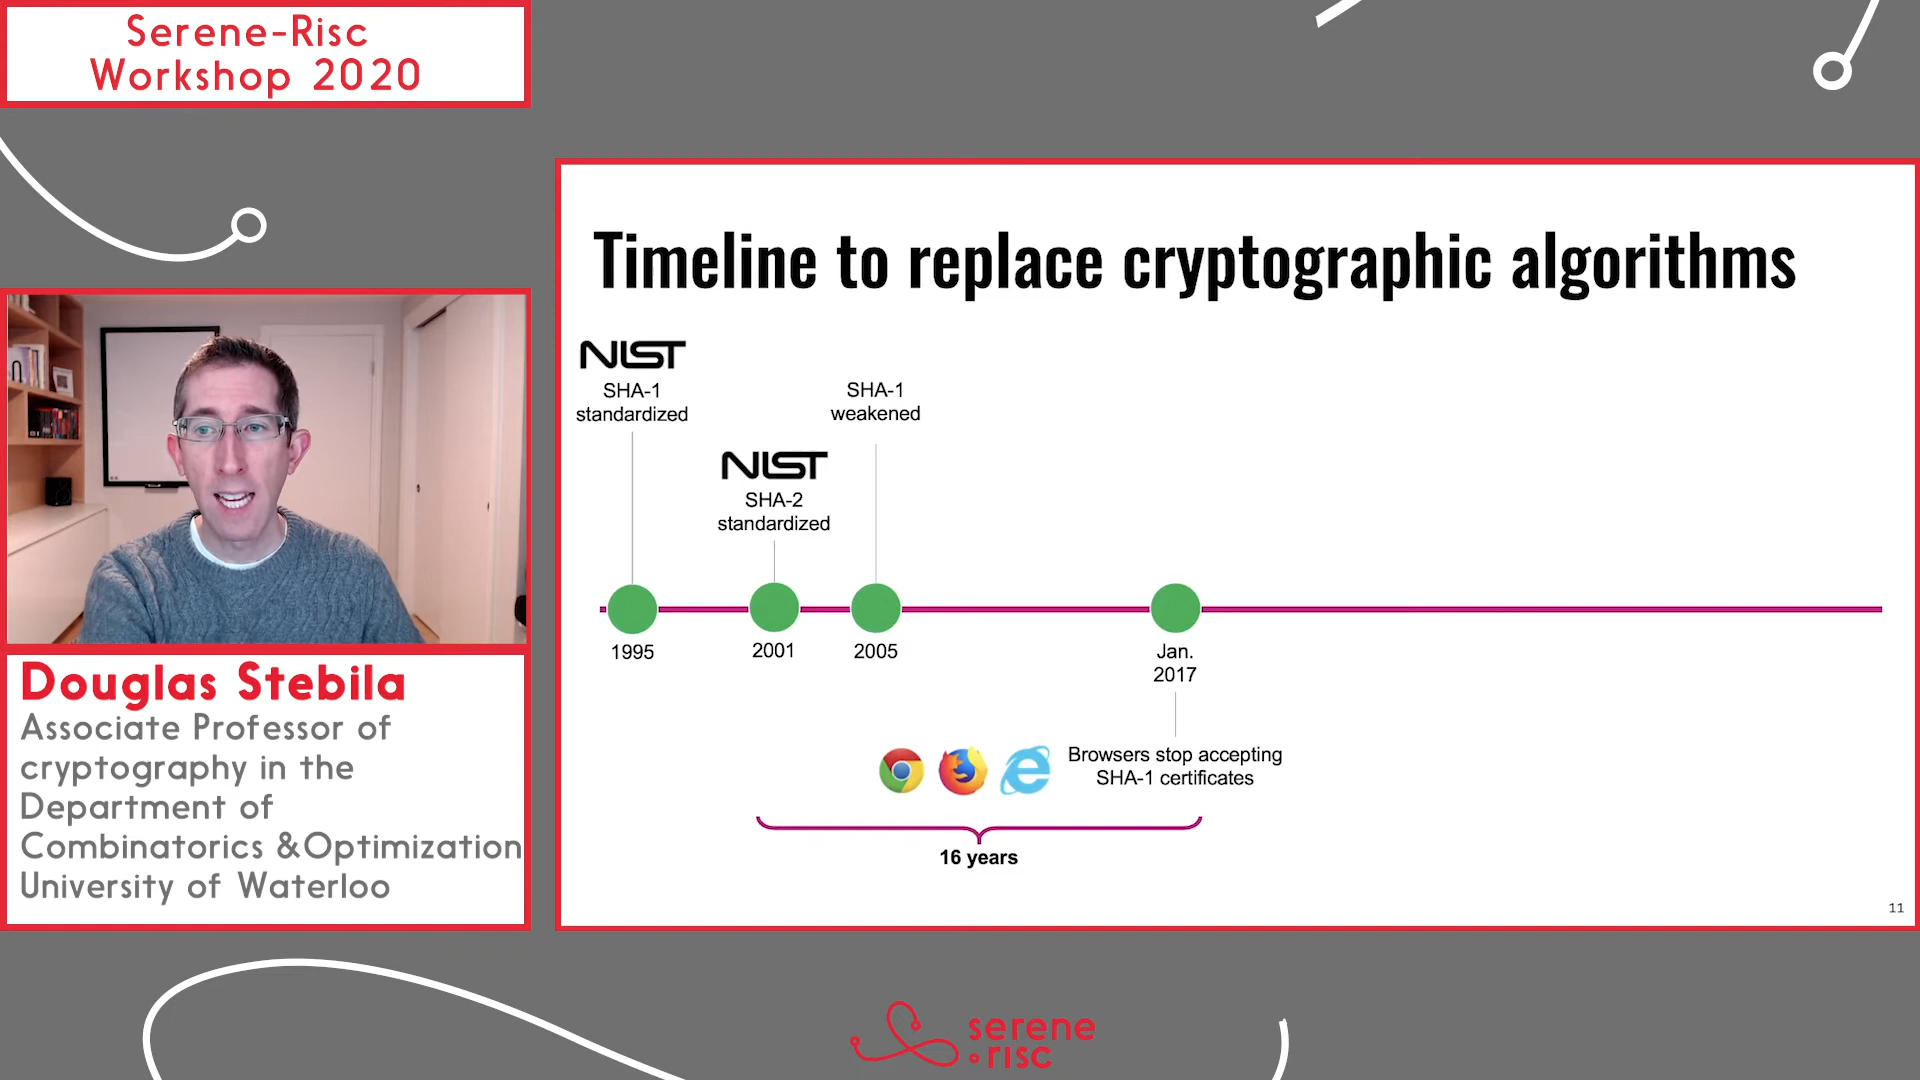 Serene-Risc
Workshop 2020
Timeline to replace cryptographic algorithms
NIST
SHA-1
standardized
NIST
SHA-2
standardized
SHA-1
weakened
1995
2001
2005
Jan.
2017
Browsers stop accepting
SHA-1 certificates
16 years
11
Douglas Stebila
Associate Professor of
cryptography in the
Department of
Combinatorics &Optimization
University of Waterloo
serene
risc